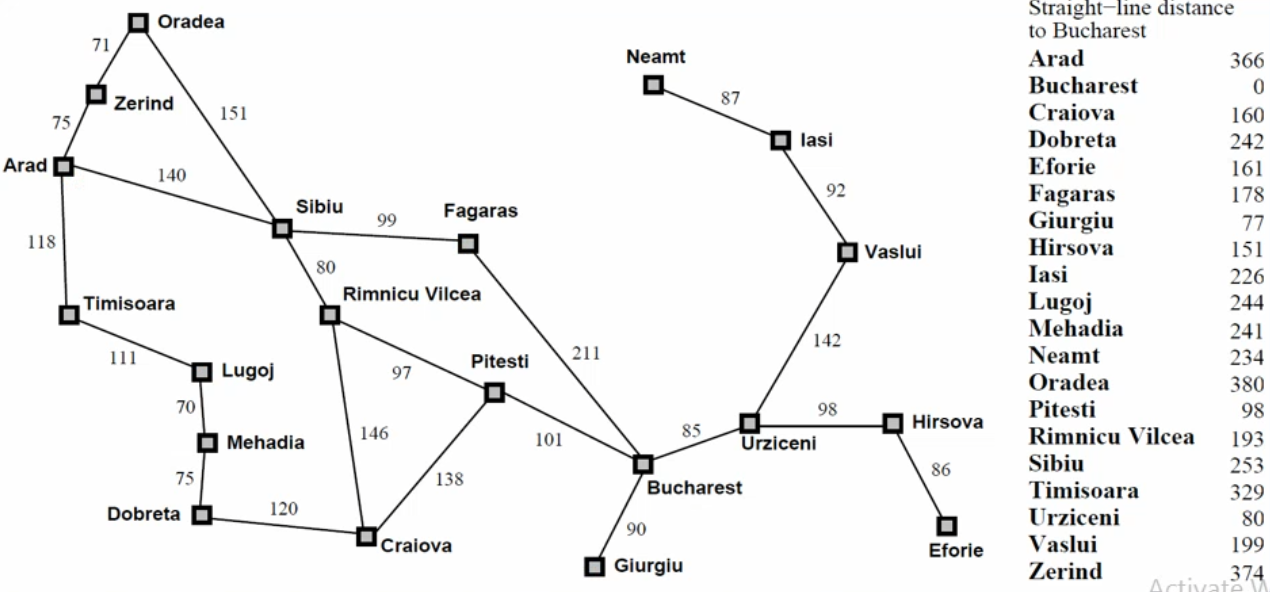 Oradea
71
Zerind
75
151
Arad
140
118
Sibiu
99
Fagaras
80
Rimnicu Vilcea
Timisoara
111
Lugoj
70
Mehadia
75
Dobreta
120
Craiova
146
97
Pitesti
138
211
101
Bucharest
90
Giurgiu
85
Urziceni
98
Hirsova
86
Eforie
142
Vaslui
92
Iasi
87
Neamt
Straight−line distance
to Bucharest
Arad 366
Bucharest 0
Craiova 160
Dobreta 242
Eforie 161
Fagaras 178
Giurgiu 77
Hirsova 151
Iasi 226
Lugoj 244
Mehadia 241
Neamt 234
Oradea 380
Pitesti 98
Rimnicu Vilcea 193
Sibiu 253
Timisoara 329
Urziceni 80
Vaslui 199
Zerind 374
Activate